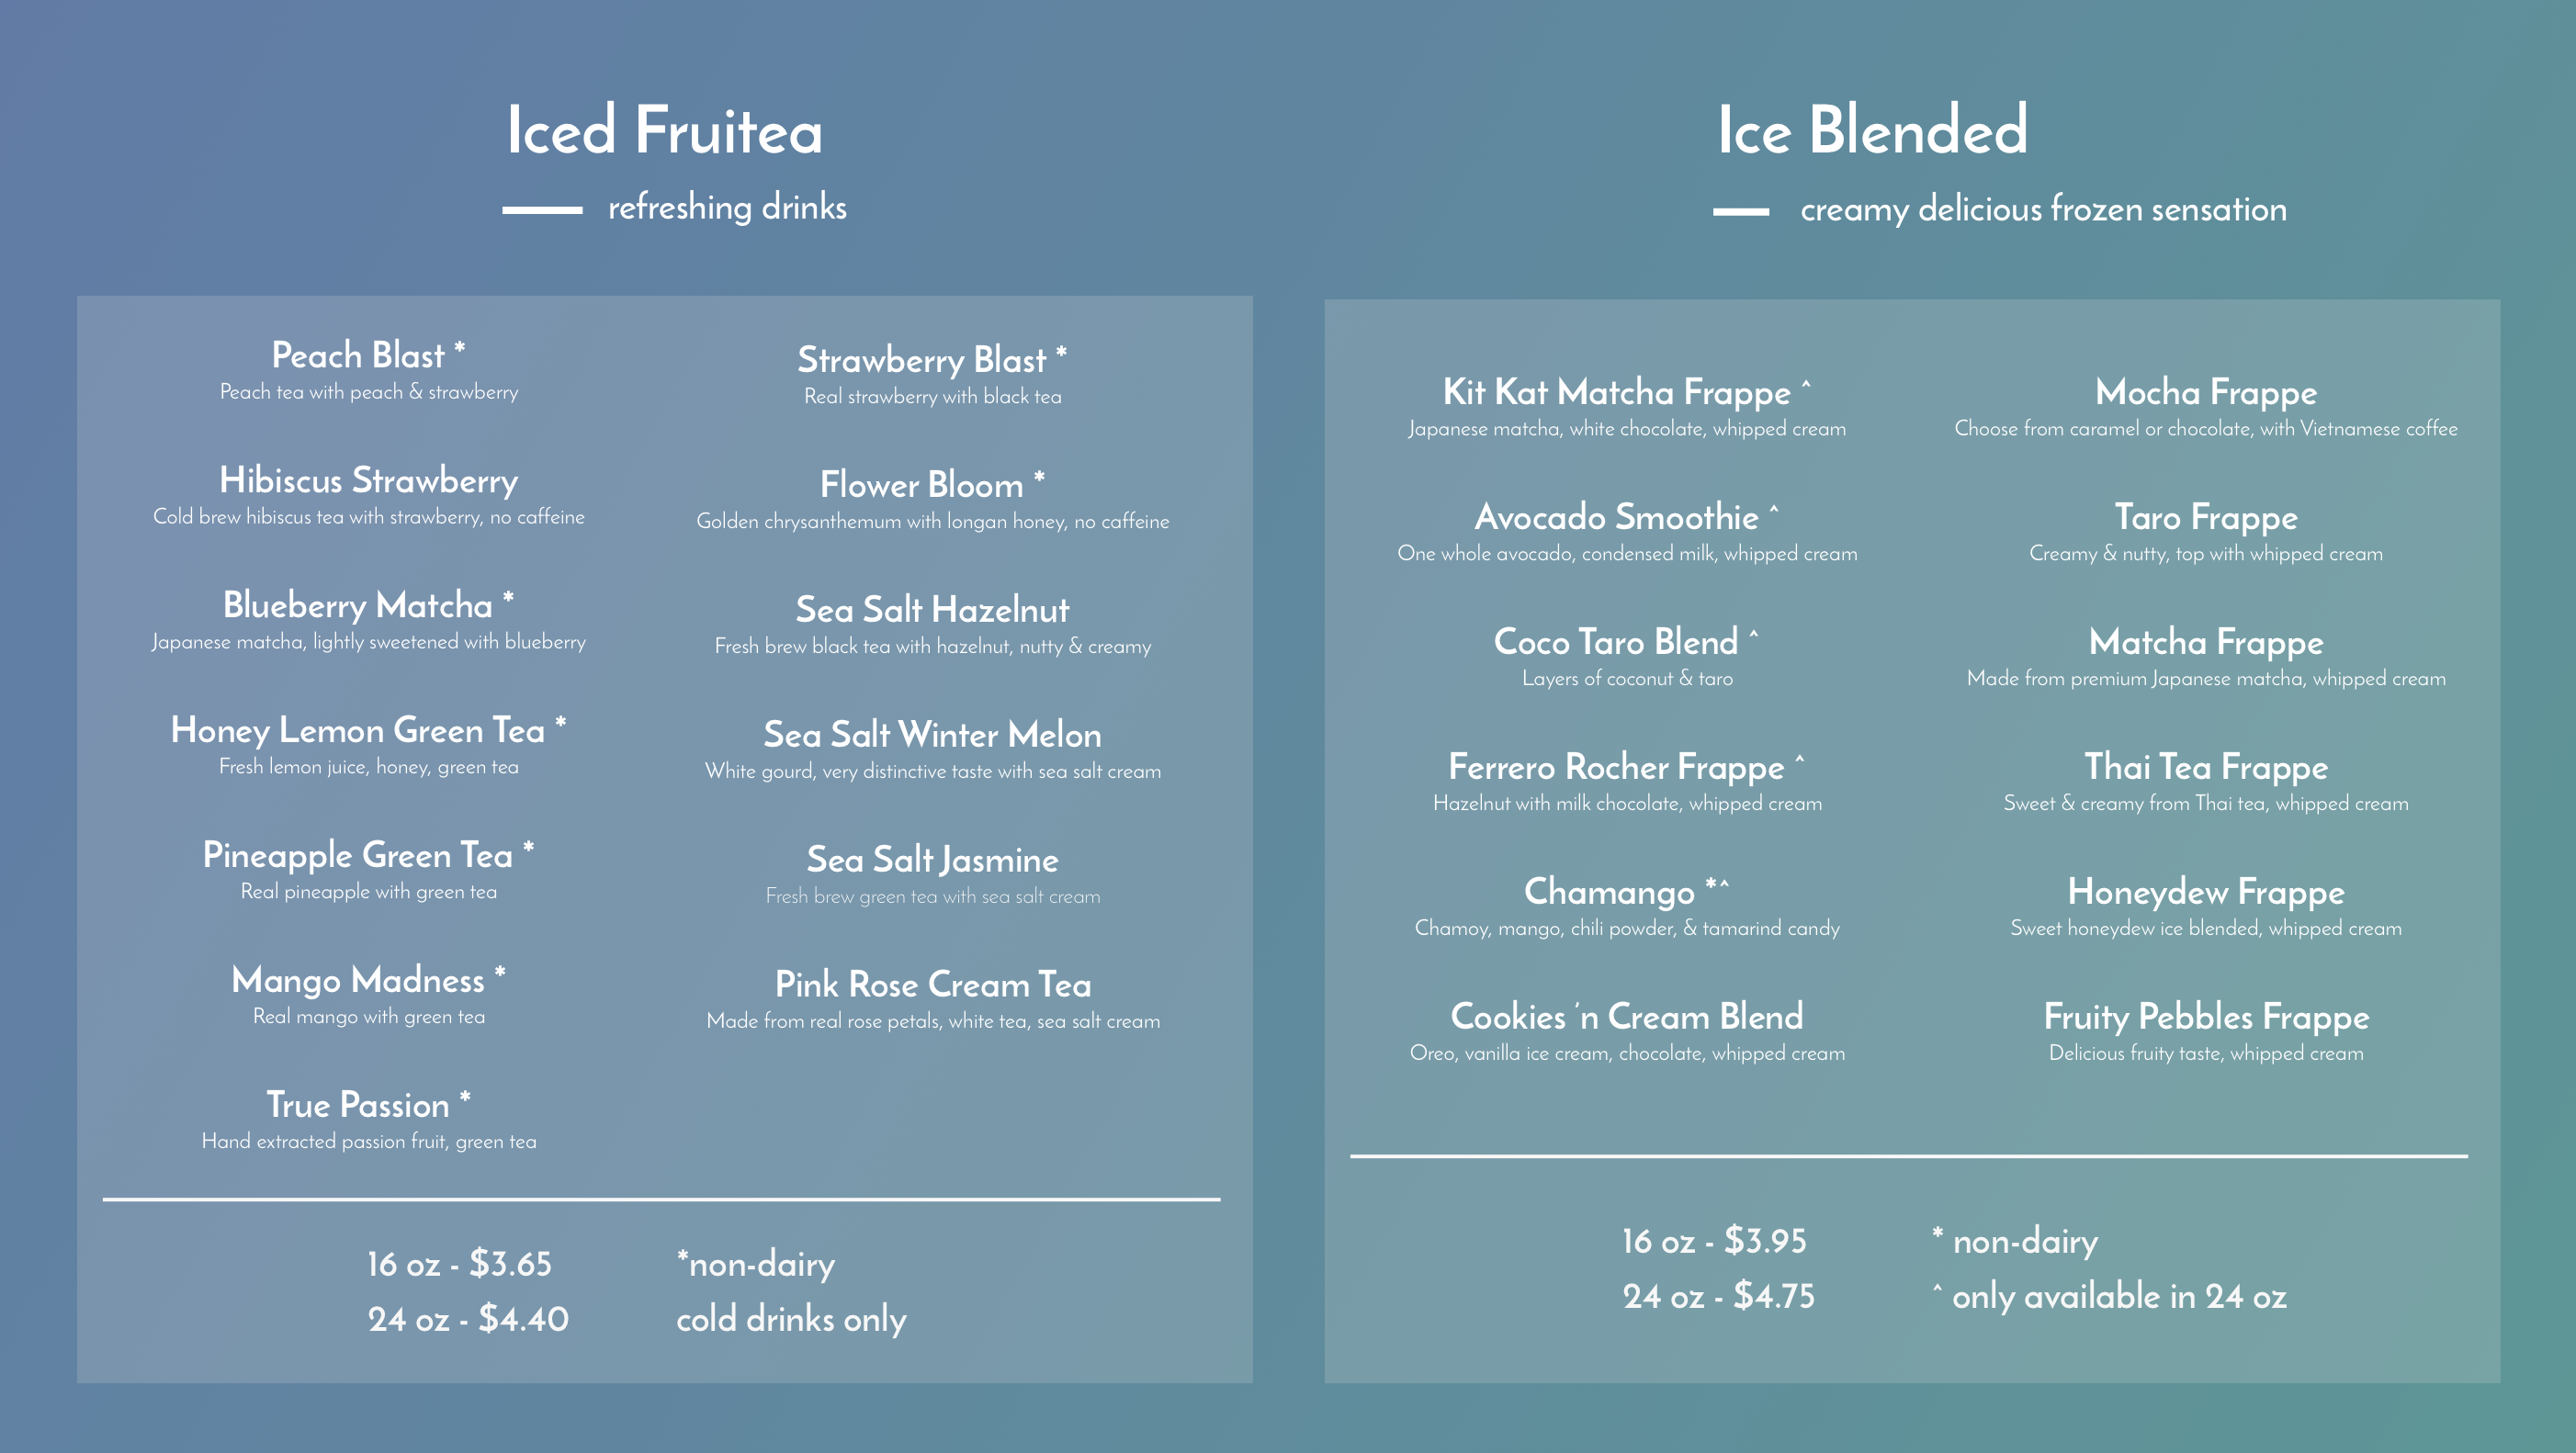 Iced Fruitea
refreshing drinks
Peach Blast *
Peach tea with peach & strawberry
Hibiscus Strawberry
Cold brew hibiscus tea with strawberry, no caffeine
Blueberry Matcha *
Japanese matcha, lightly sweetened with blueberry
Honey Lemon Green Tea *
Fresh lemon juice, honey, green tea
Pineapple Green Tea *
Real pineapple with green tea
Mango Madness *
Real mango with green tea
True Passion *
Hand extracted passion fruit, green tea
Strawberry Blast *
Real strawberry with black tea
Flower Bloom *
Golden chrysanthemum with longan honey, no caffeine
Sea Salt Hazelnut
Fresh brew black tea with hazelnut, nutty & creamy
Sea Salt Winter Melon
White gourd, very distinctive taste with sea salt cream
Sea Salt Jasmine
Fresh brew green tea with sea salt cream
Pink Rose Cream Tea
Made from real rose petals, white tea, sea salt cream
16 oz - $3.65
24 oz - $4.40
*non-dairy
cold drinks only
Ice Blended
creamy delicious frozen sensation
Kit Kat Matcha Frappe ^
Japanese matcha, white chocolate, whipped cream
Avocado Smoothie ^
One whole avocado, condensed milk, whipped cream
Coco Taro Blend ^
Layers of coconut & taro
Ferrero Rocher Frappe ^
Hazelnut with milk chocolate, whipped cream
Chamango *^
Chamoy, mango, chili powder, & tamarind candy
Cookies 'n Cream Blend
Oreo, vanilla ice cream, chocolate, whipped cream
Mocha Frappe
Choose from caramel or chocolate, with Vietnamese coffee
Taro Frappe
Creamy & nutty, top with whipped cream
Matcha Frappe
Made from premium Japanese matcha, whipped cream
Thai Tea Frappe
Sweet & creamy from Thai tea, whipped cream
Honeydew Frappe
Sweet honeydew ice blended, whipped cream
Fruity Pebbles Frappe
Delicious fruity taste, whipped cream
16 oz - $3.95
24 oz - $4.75
* non-dairy
^ only available in 24 oz